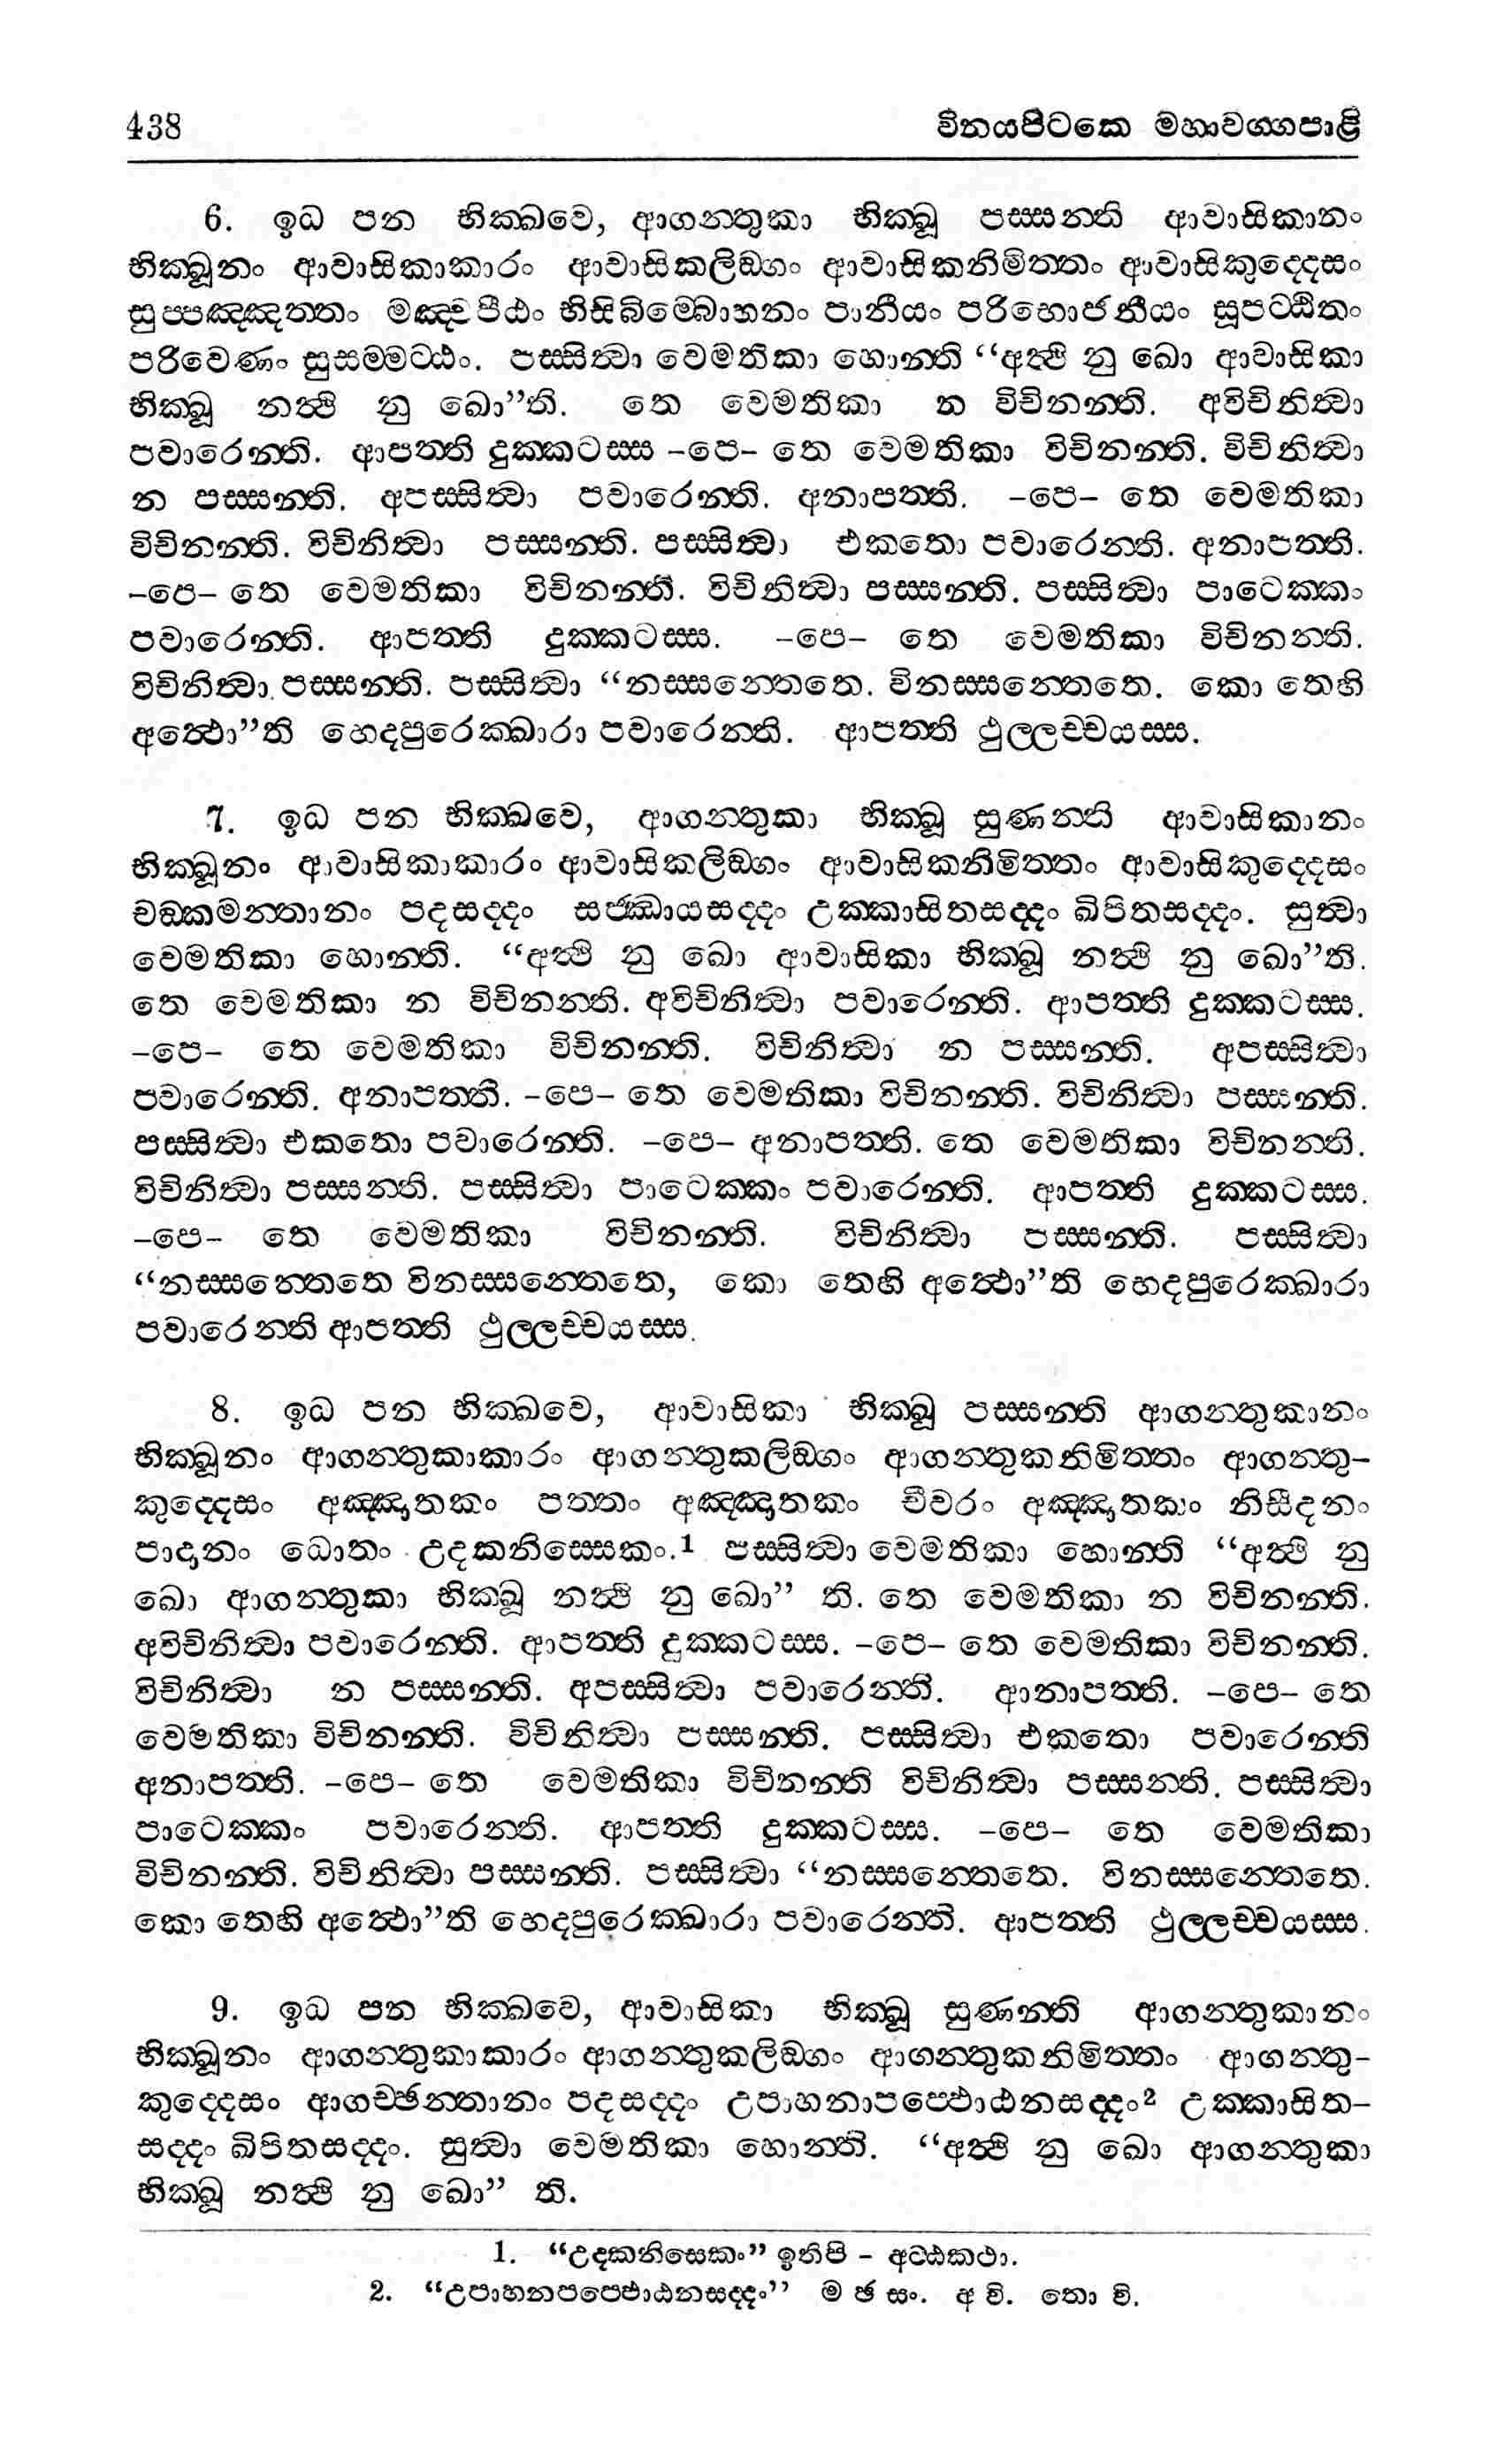 438 විනයපිටකෙ මහාවග්ගපාළි
6. ඉධ පන භික්ඛවෙ, ආගන්තුකා භික්ඛූ පස්සන්ති ආවාසිකානං
භික්ඛූනං ආවාසිකාකාරං ආවාසිකලිඞ්ගං ආවාසිකනිමිත්තං ආවාසිකුද්දෙසං
සුප්පඤ්ඤත්තං මඤ්චපීඨං භිසිබිම්බොහනං පානීයං පරිභොජනීයං සූපට්ඨිතං
පරිවෙණං සුසම්මට්ඨං. පස්සිත්වා වෙමතිකා හොන්ති “අත්ථි නු ඛො ආවාසිකා
භික්ඛූ නත්ථි නු ඛො”ති. තෙ වෙමතිකා න විචිනන්ති. අවිචිනිත්වා
පවාරෙන්ති. ආපත්ති දුක්කටස්ස -පෙ- තෙ වෙමතිකා විචිනන්ති. විචිනිත්වා
න පස්සන්ති. අපස්සිත්වා පවාරෙන්ති. අනාපත්ති. -පෙ- තෙ වෙමතිකා
විචිනන්ති. විචිනිත්වා පස්සන්ති. පස්සිත්වා එකතො පවාරෙන්ති. අනාපත්ති.
-පෙ- තෙ වෙමතිකා විචිනන්ති. විචිනිත්වා පස්සන්ති. පස්සිත්වා පාටෙක්කං
පවාරෙන්ති. ආපත්ති දුක්කටස්ස. -පෙ- තෙ වෙමතිකා විචිනන්ති.
විචිනිත්වා පස්සන්ති. පස්සිත්වා “නස්සන්තෙතෙ. විනස්සන්තෙතෙ. කො තෙහි
අත්ථො”ති භෙදපුරෙක්ඛාරා පවාරෙන්ති. ආපත්ති ථුල්ලච්චයස්ස.
7. ඉධ පන භික්ඛවෙ, ආගන්තුකා භික්ඛූ සුණන්ති ආවාසිකානං
භික්ඛූනං ආවාසිකාකාරං ආවාසිකලිඞ්ගං ආවාසිකනිමිත්තං ආවාසිකුද්දෙසං
චඞ්කමන්තානං පදසද්දං සජ්ඣායසද්දං උක්කාසිතසද්දං ඛිපිතසද්දං. සුත්වා
වෙමතිකා හොන්ති. “අත්ථි නු ඛො ආවාසිකා භික්ඛූ නත්ථි නු ඛො”ති.
තෙ වෙමතිකා න විචිනන්ති. අවිචිනිත්වා පවාරෙන්ති. ආපත්ති දුක්කටස්ස.
-පෙ- තෙ වෙමතිකා විචිනන්ති. විචිනිත්වා න පස්සන්ති. අපස්සිත්වා
පවාරෙන්ති. අනාපත්ති. -පෙ- තෙ වෙමතිකා විචිනන්ති. විචිනිත්වා පස්සන්ති.
පස්සිත්වා එකතො පවාරෙන්ති. -පෙ- අනාපත්ති. තෙ වෙමතිකා විචිනන්ති.
විචිනිත්වා පස්සන්ති. පස්සිත්වා පාටෙක්කං පවාරෙන්ති. ආපත්ති දුක්කටස්ස.
-පෙ- තෙ වෙමතිකා විචිනන්ති. විචිනිත්වා පස්සන්ති. පස්සිත්වා
“නස්සන්තෙතෙ විනස්සන්තෙතෙ, කො තෙහි අත්ථො”ති භෙදපුරෙක්ඛාරා
පවාරෙන්ති ආපත්ති ථුල්ලච්චයස්ස.
8. ඉධ පන භික්ඛවෙ, ආවාසිකා භික්ඛූ පස්සන්ති ආගන්තුකානං
භික්ඛූනං ආගන්තුකාකාරං ආගන්තුකලිඞ්ගං ආගන්තුකනිමිත්තං ආගන්තු-
කුද්දෙසං අඤ්ඤාතකං පත්තං අඤ්ඤාතකං චීවරං අඤ්ඤාතකං නිසීදනං
පාදානං ධොතං උදකනිස්සෙකං.1 පස්සිත්වා වෙමතිකා හොන්ති “අත්ථි නු
ඛො ආගන්තුකා භික්ඛූ නත්ථි නු ඛො” ති. තෙ වෙමතිකා න විචිනන්ති.
අවිචිනිත්වා පවාරෙන්ති. ආපත්ති දුක්කටස්ස. -පෙ- තෙ වෙමතිකා විචිනන්ති.
විචිනිත්වා න පස්සන්ති. අපස්සිත්වා පවාරෙන්ති. ආනාපත්ති. -පෙ- තෙ
වෙමතිකා විචිනන්ති. විචිනිත්වා පස්සන්ති. පස්සිත්වා එකතො පවාරෙන්ති
අනාපත්ති. -පෙ- තෙ වෙමතිකා විචිනන්ති විචිනිත්වා පස්සන්ති. පස්සිත්වා
පාටෙක්කං පවාරෙන්ති. ආපත්ති දුක්කටස්ස. -පෙ- තෙ වෙමතිකා
විචිනන්ති. විචිනිත්වා පස්සන්ති. පස්සිත්වා “නස්සන්තෙතෙ. විනස්සන්තෙතෙ.
කො තෙහි අත්ථො”ති භෙදපුරෙක්ඛාරා පවාරෙන්ති. ආපත්ති ථුල්ලච්චයස්ස.
9. ඉධ පන භික්ඛවෙ, ආවාසිකා භික්ඛූ සුණන්ති ආගන්තුකානං
භික්ඛූනං ආගන්තුකාකාරං ආගන්තුකලිඞ්ගං ආගන්තුකනිමිත්තං ආගන්තු-
කුද්දෙසං ආගච්ඡන්තානං පදසද්දං උපාහනාපප්ඵොඨනසද්දං2 උක්කාසිත-
සද්දං ඛිපිතසද්දං. සුත්වා වෙමතිකා හොන්ති. “අත්ථි නු ඛො ආගන්තුකා
භික්ඛූ නත්ථි නු ඛො” ති.
1. “උදකනිසෙකං” ඉතිපි - අට්ඨකථා.
2. “උපාහනපප්ඵොඨනසද්දං” ම ඡ සං. අ වි. තො වි.